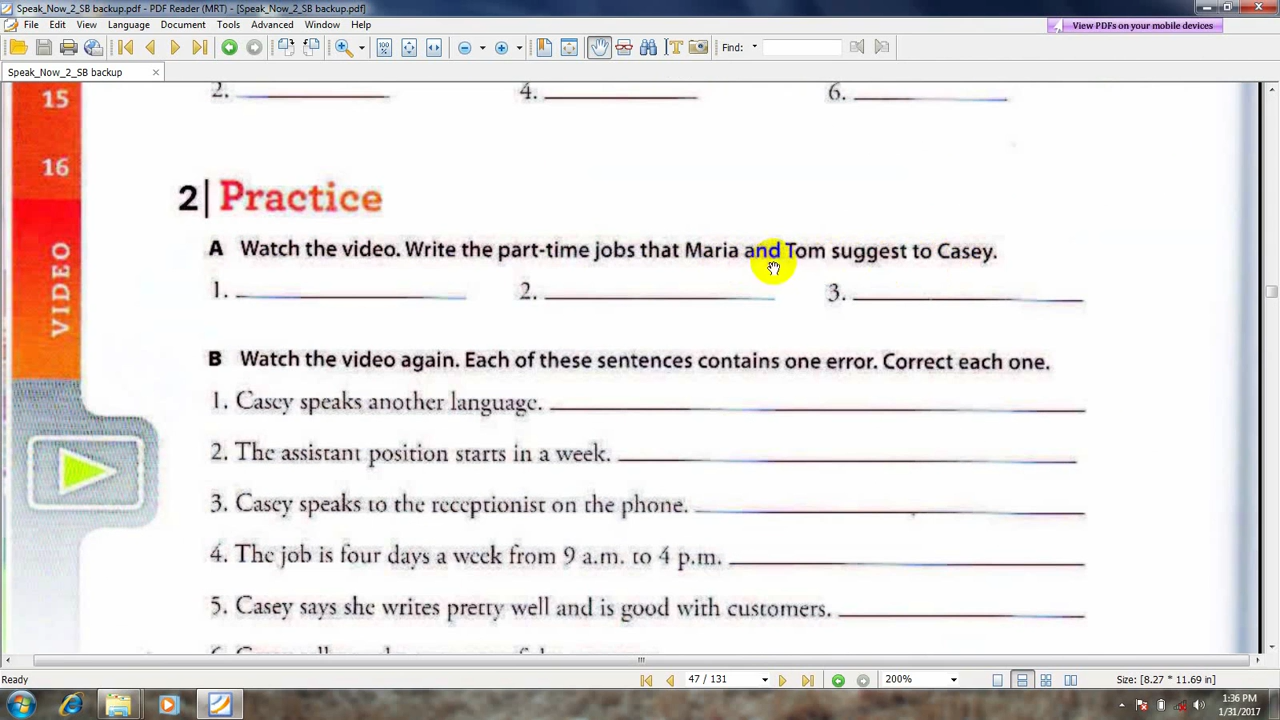 Speak_Now_2_SB backup.pdf - PDF Reader (MRT) - [Speak_Now_2_SB backup.pdf]
File Edit View Language Document Tools Advanced Window Help
View PDFs on your mobile devices
Find:
Speak_Now_2_SB backup
15
2. 4. 6.
16
2 Practice
A Watch the video. Write the part-time jobs that Maria and Tom suggest to Casey.
1. 2. 3.
VIDEO
B Watch the video again. Each of these sentences contains one error. Correct each one.
1. Casey speaks another language.
2. The assistant position starts in a week.
3. Casey speaks to the receptionist on the phone.
4. The job is four days a week from 9 a.m. to 4 p.m.
5. Casey says she writes pretty well and is good with customers.
Ready
47 / 131
200%
Size: [8.27 * 11.69 in]
1:36 PM
1/31/2017